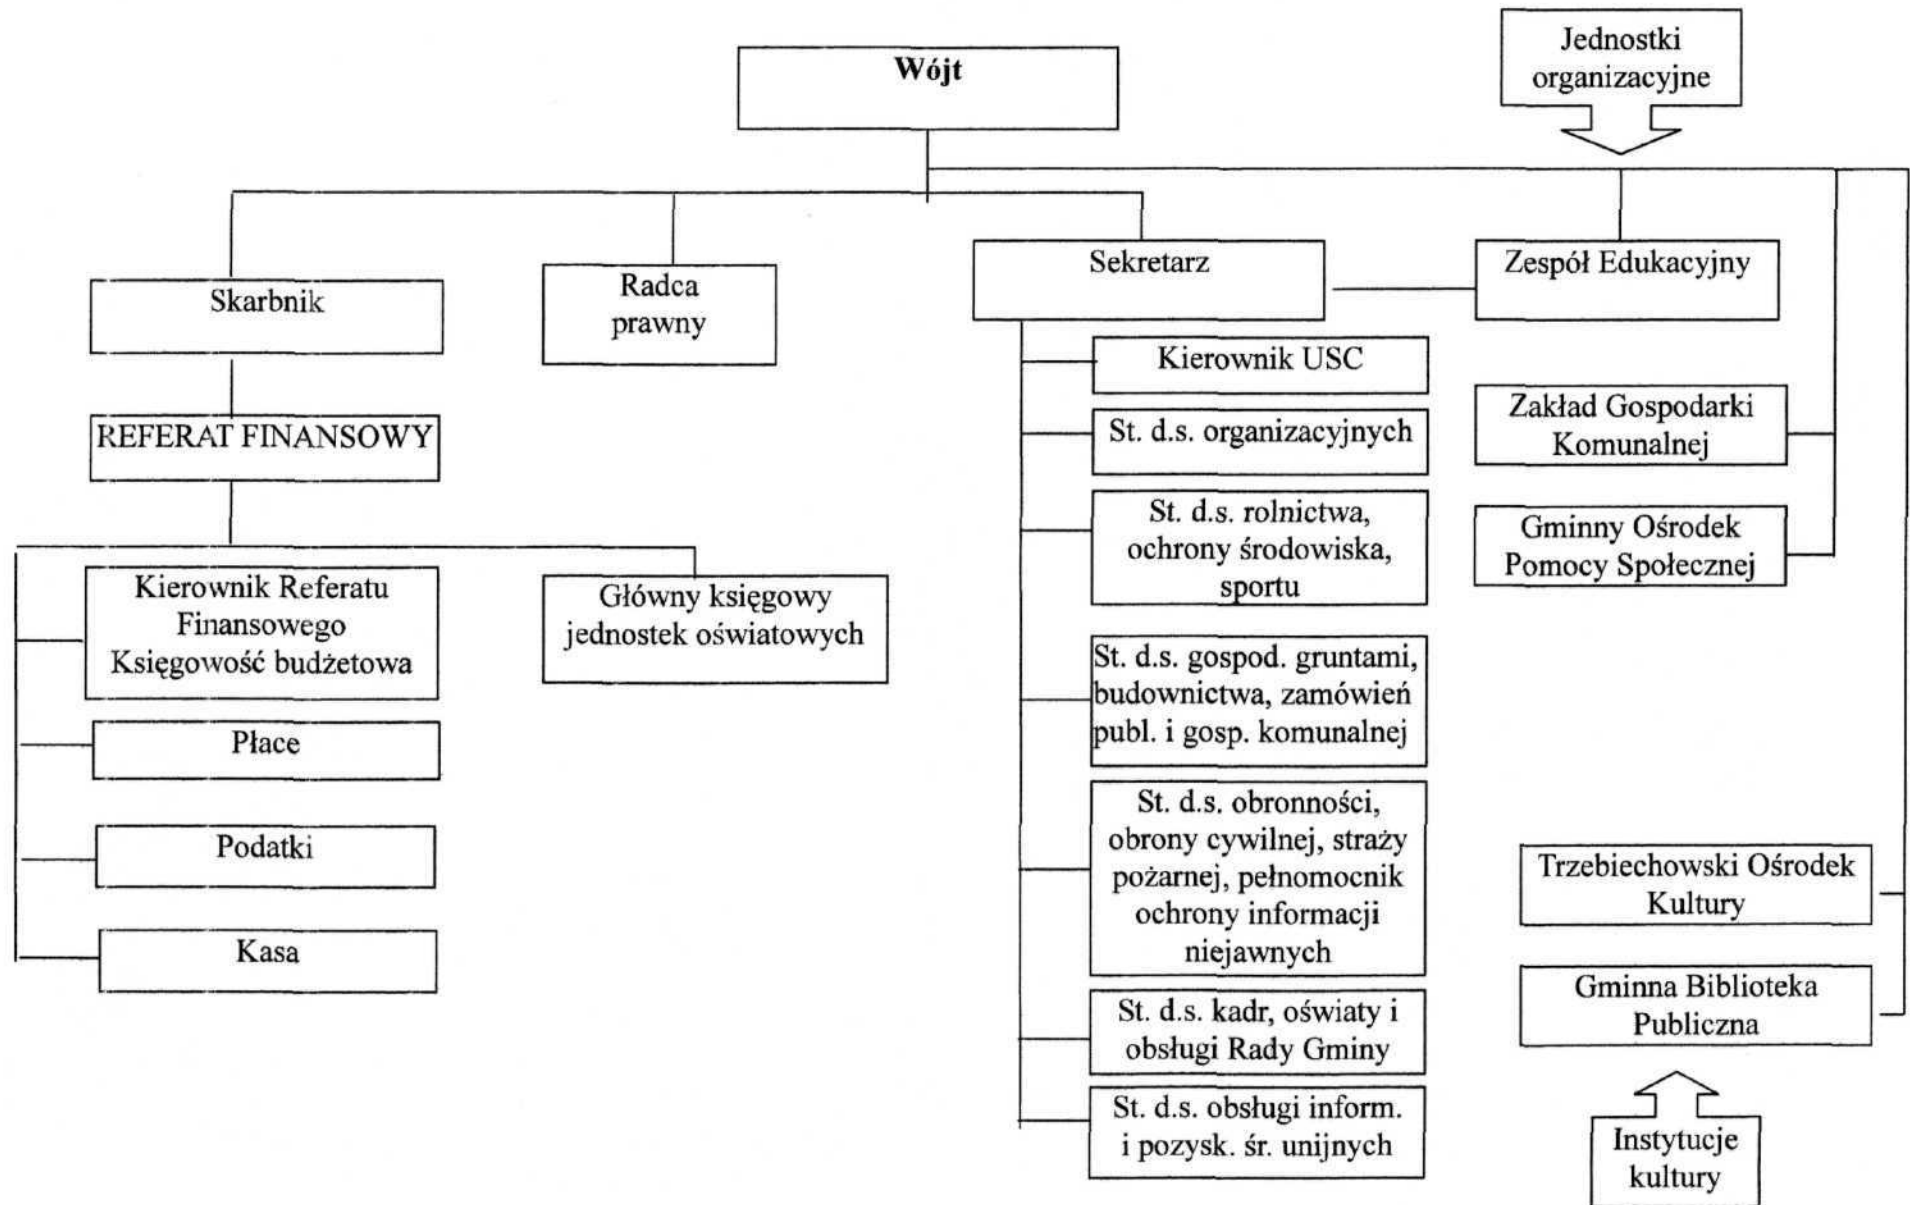 Wójt
Jednostki
organizacyjne
Skarbnik
Radca
prawny
Sekretarz
Zespół Edukacyjny
REFERAT FINANSOWY
Kierownik Referatu
Finansowego
Księgowość budżetowa
Główny księgowy
jednostek oświatowych
Płace
Podatki
Kasa
Kierownik USC
St. d.s. organizacyjnych
St. d.s. rolnictwa,
ochrony środowiska,
sportu
St. d.s. gospod. gruntami,
budownictwa, zamówień
publ. i gosp. komunalnej
St. d.s. obronności,
obrony cywilnej, straży
pożarnej, pełnomocnik
ochrony informacji
niejawnych
St. d.s. kadr, oświaty i
obsługi Rady Gminy
St. d.s. obsługi inform.
i pozysk. śr. unijnych
Zakład Gospodarki
Komunalnej
Gminny Ośrodek
Pomocy Społecznej
Trzebiechowski Ośrodek
Kultury
Gminna Biblioteka
Publiczna
Instytucje
kultury